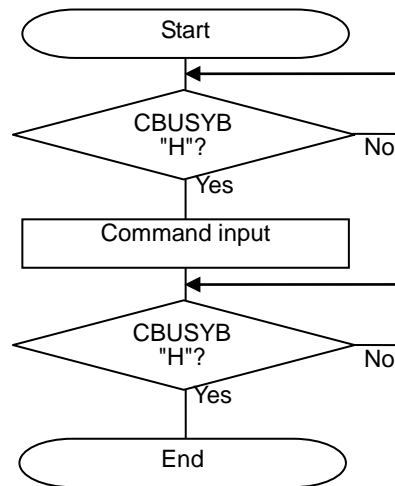 Start
CBUSYB
"H"?
No
Yes
Command input
CBUSYB
"H"?
No
Yes
End